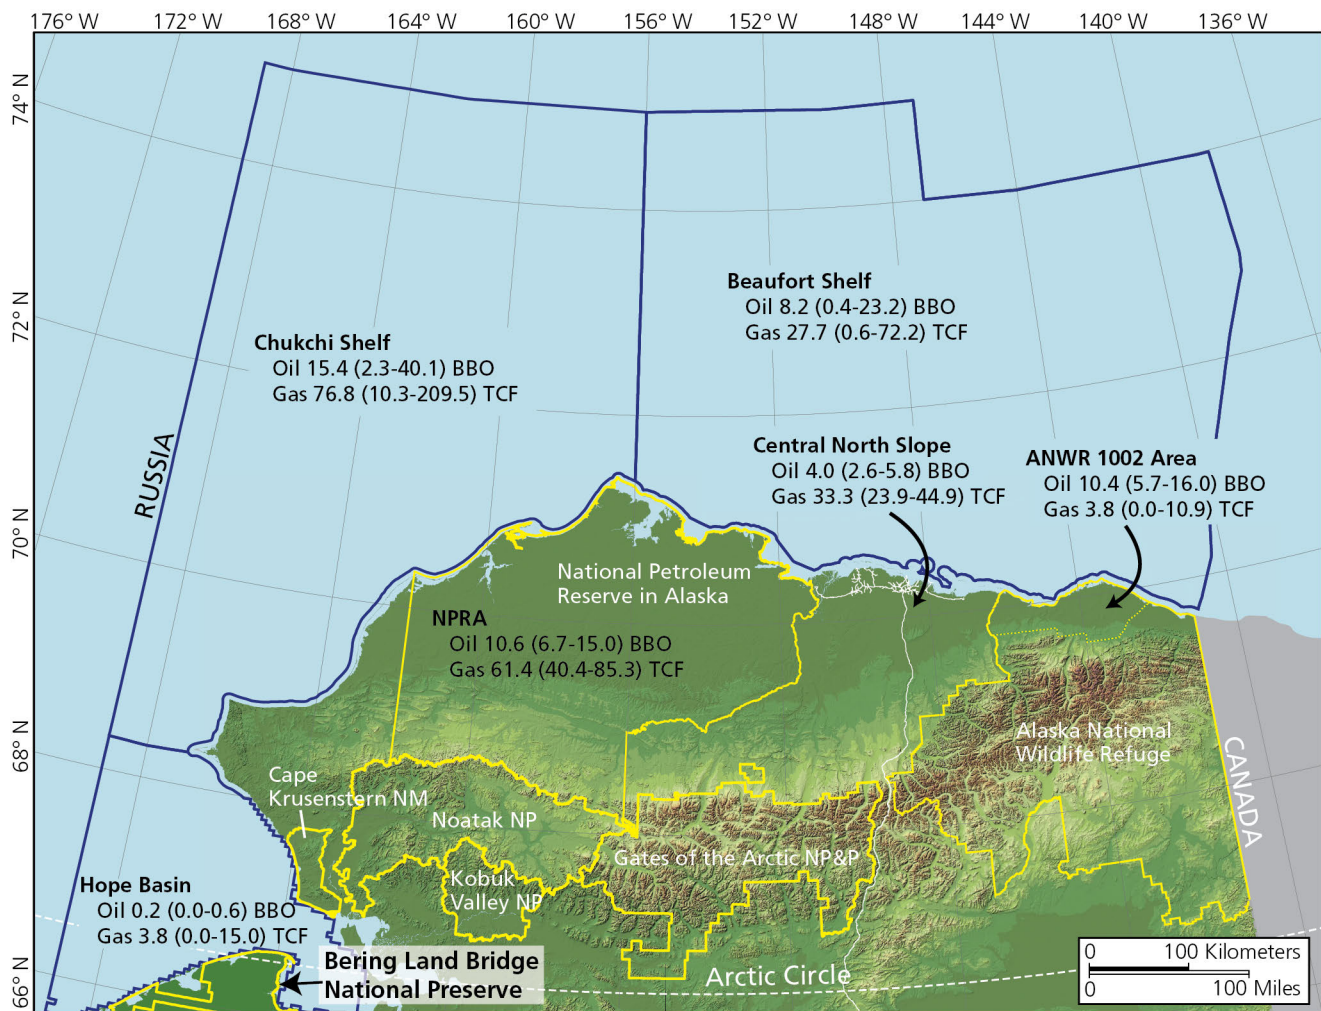 176° W
172° W
168° W
164° W
160° W
156° W
152° W
148° W
144° W
140° W
136° W
74° N
72° N
70° N
68° N
66° N
Beaufort Shelf
Oil 8.2 (0.4-23.2) BBO
Gas 27.7 (0.6-72.2) TCF
Chukchi Shelf
Oil 15.4 (2.3-40.1) BBO
Gas 76.8 (10.3-209.5) TCF
RUSSIA
Central North Slope
Oil 4.0 (2.6-5.8) BBO
Gas 33.3 (23.9-44.9) TCF
ANWR 1002 Area
Oil 10.4 (5.7-16.0) BBO
Gas 3.8 (0.0-10.9) TCF
National Petroleum
Reserve in Alaska
NPRA
Oil 10.6 (6.7-15.0) BBO
Gas 61.4 (40.4-85.3) TCF
Alaska National
Wildlife Refuge
CANADA
Cape
Krusenstern NM
Noatak NP
Gates of the Arctic NP&P
Kobuk
Valley NP
Hope Basin
Oil 0.2 (0.0-0.6) BBO
Gas 3.8 (0.0-15.0) TCF
Bering Land Bridge
National Preserve
Arctic Circle
0 100 Kilometers
0 100 Miles